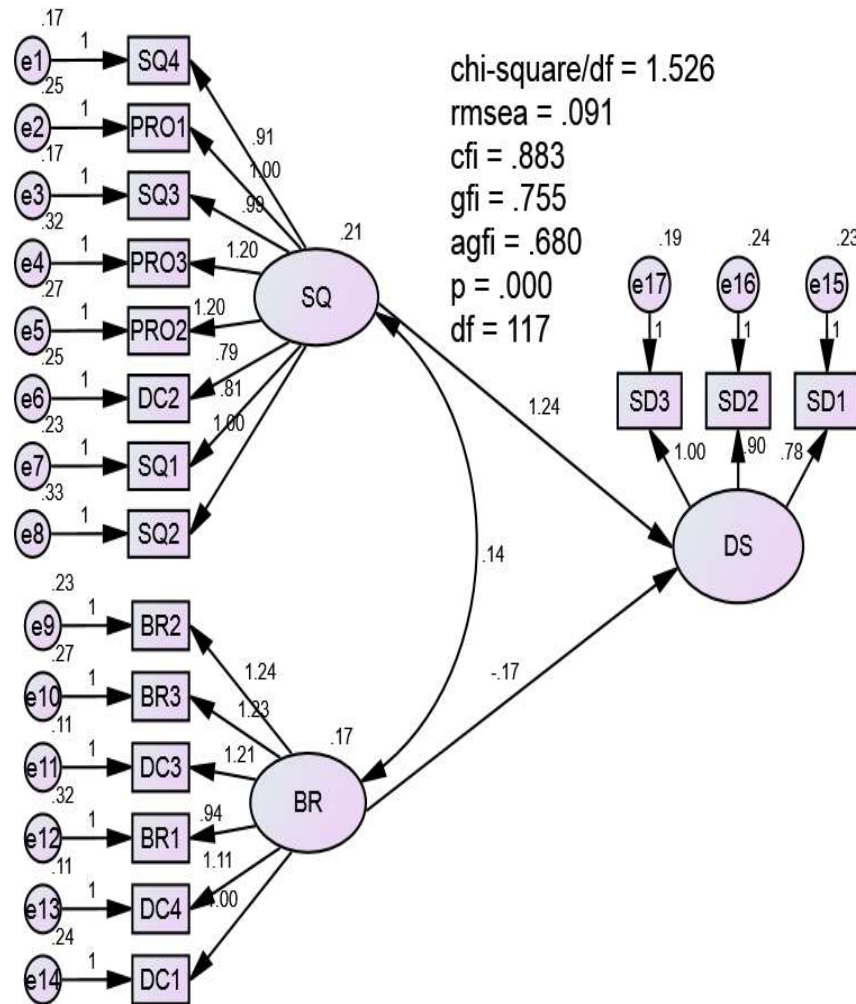 .17
e1
1
SQ4
.25
e2
1
PRO1
.17
e3
1
SQ3
.32
e4
1
PRO3
.27
e5
1
PRO2
.25
e6
1
DC2
.23
e7
1
SQ1
.33
e8
1
SQ2
.91
1.00
.99
1.20
1.20
.79
.81
1.00
.21
SQ
chi-square/df = 1.526
rmsea = .091
cfi = .883
gfi = .755
agfi = .680
p = .000
df = 117
.19
.24
.23
e17
e16
e15
1
1
1
SD3
SD2
SD1
1.00
.90
.78
DS
1.24
.14
-.17
.23
e9
1
BR2
.27
e10
1
BR3
.11
e11
1
DC3
.32
e12
1
BR1
.11
e13
1
DC4
.24
e14
1
DC1
1.24
1.23
1.21
.94
1.11
1.00
.17
BR